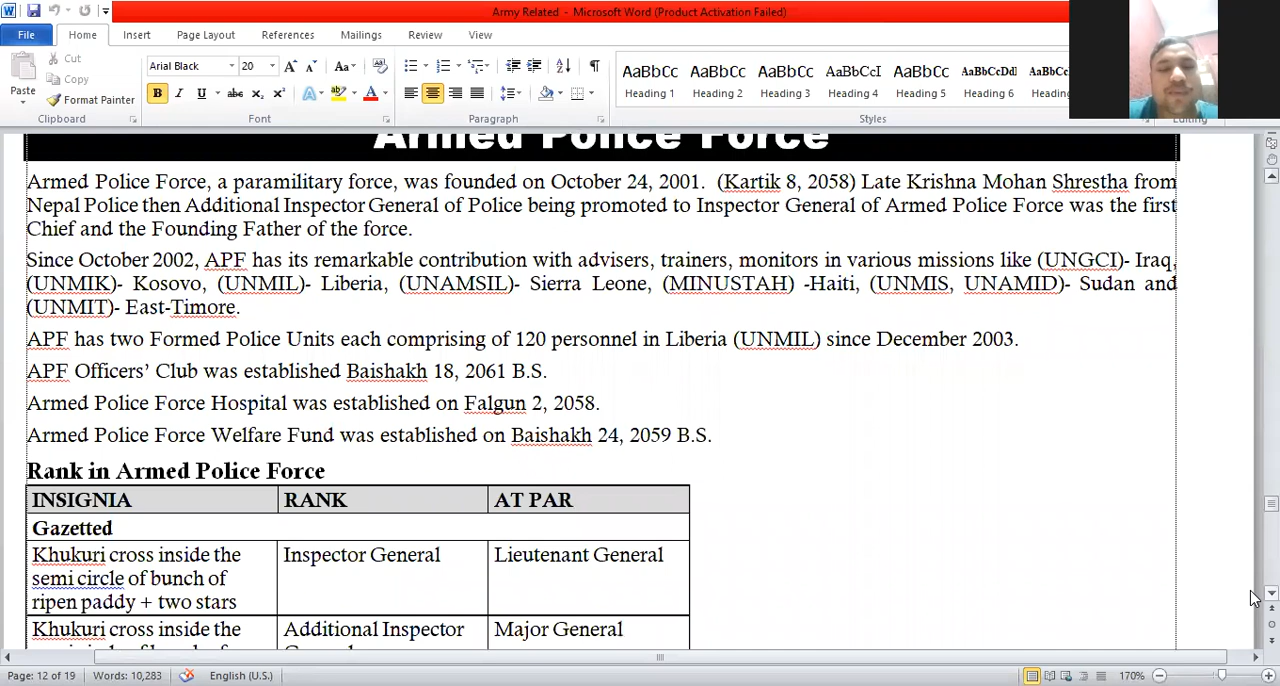 Army Related - Microsoft Word (Product Activation Failed)
File Home Insert Page Layout References Mailings Review View
Cut
Copy
Format Painter
Paste
Clipboard
Arial Black 20
Font
Paragraph
AaBbCc AaBbCc AaBbCc AaBbCcI AaBbCc AaBbCcDd AaBbCc
Heading 1 Heading 2 Heading 3 Heading 4 Heading 5 Heading 6 Heading
Styles
Editing
Armed Police Force
Armed Police Force, a paramilitary force, was founded on October 24, 2001. (Kartik 8, 2058) Late Krishna Mohan Shrestha from
Nepal Police then Additional Inspector General of Police being promoted to Inspector General of Armed Police Force was the first
Chief and the Founding Father of the force.
Since October 2002, APF has its remarkable contribution with advisers, trainers, monitors in various missions like (UNGCI)- Iraq,
(UNMIK)- Kosovo, (UNMIL)- Liberia, (UNAMSIL)- Sierra Leone, (MINUSTAH) -Haiti, (UNMIS, UNAMID)- Sudan and
(UNMIT)- East-Timore.
APF has two Formed Police Units each comprising of 120 personnel in Liberia (UNMIL) since December 2003.
APF Officers' Club was established Baishakh 18, 2061 B.S.
Armed Police Force Hospital was established on Falgun 2, 2058.
Armed Police Force Welfare Fund was established on Baishakh 24, 2059 B.S.
Rank in Armed Police Force
INSIGNIA RANK AT PAR
Gazetted
Khukuri cross inside the Inspector General Lieutenant General
semi circle of bunch of
ripen paddy + two stars
Khukuri cross inside the Additional Inspector Major General
Page: 12 of 19 Words: 10,283 English (U.S.) 170%